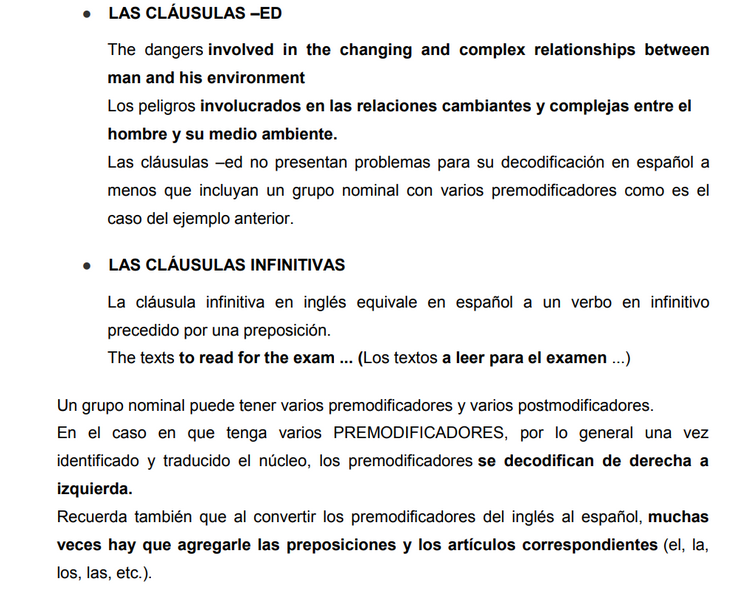 ● LAS CLÁUSULAS –ED
The dangers involved in the changing and complex relationships between
man and his environment
Los peligros involucrados en las relaciones cambiantes y complejas entre el
hombre y su medio ambiente.
Las cláusulas –ed no presentan problemas para su decodificación en español a
menos que incluyan un grupo nominal con varios premodificadores como es el
caso del ejemplo anterior.
● LAS CLÁUSULAS INFINITIVAS
La cláusula infinitiva en inglés equivale en español a un verbo en infinitivo
precedido por una preposición.
The texts to read for the exam ... (Los textos a leer para el examen ...)
Un grupo nominal puede tener varios premodificadores y varios postmodificadores.
En el caso en que tenga varios PREMODIFICADORES, por lo general una vez
identificado y traducido el núcleo, los premodificadores se decodifican de derecha a
izquierda.
Recuerda también que al convertir los premodificadores del inglés al español, muchas
veces hay que agregarle las preposiciones y los artículos correspondientes (el, la,
los, las, etc.).